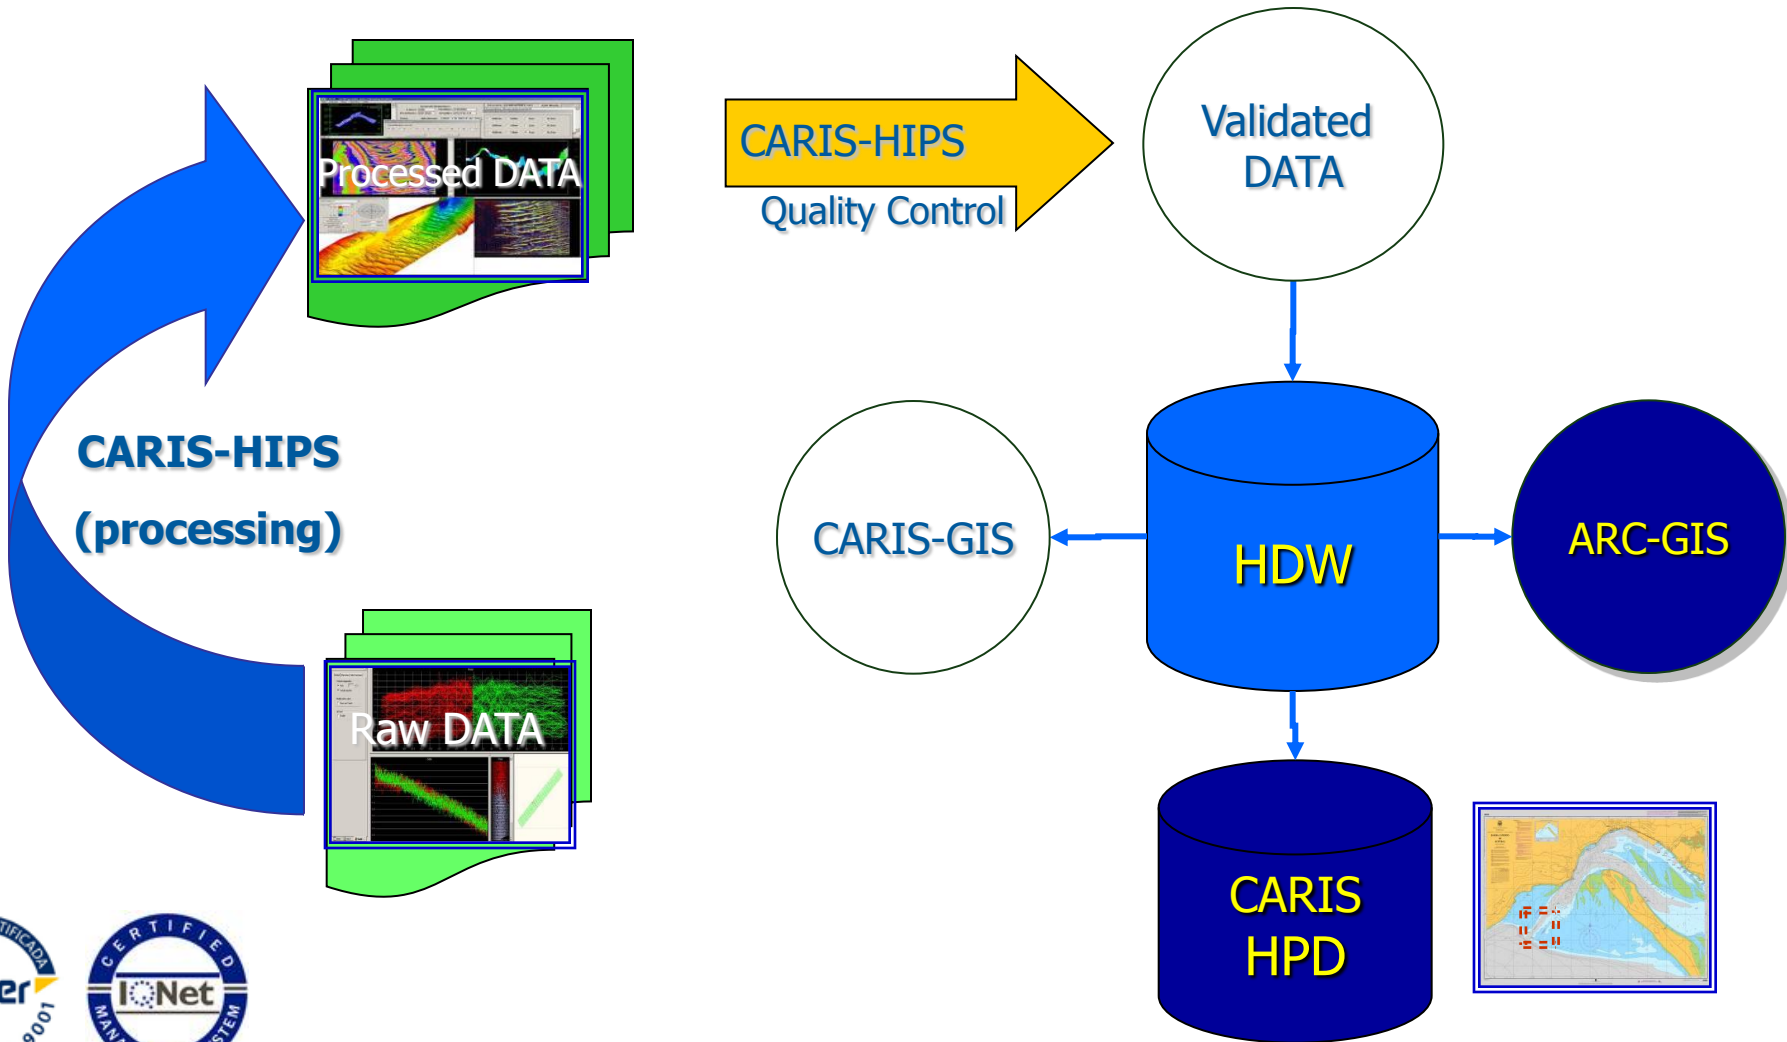 Processed DATA
CARIS-HIPS
Quality Control
Validated
DATA
CARIS-HIPS
(processing)
CARIS-GIS
HDW
ARC-GIS
Raw DATA
CARIS
HPD
CERTIFIED
IQNet
9001